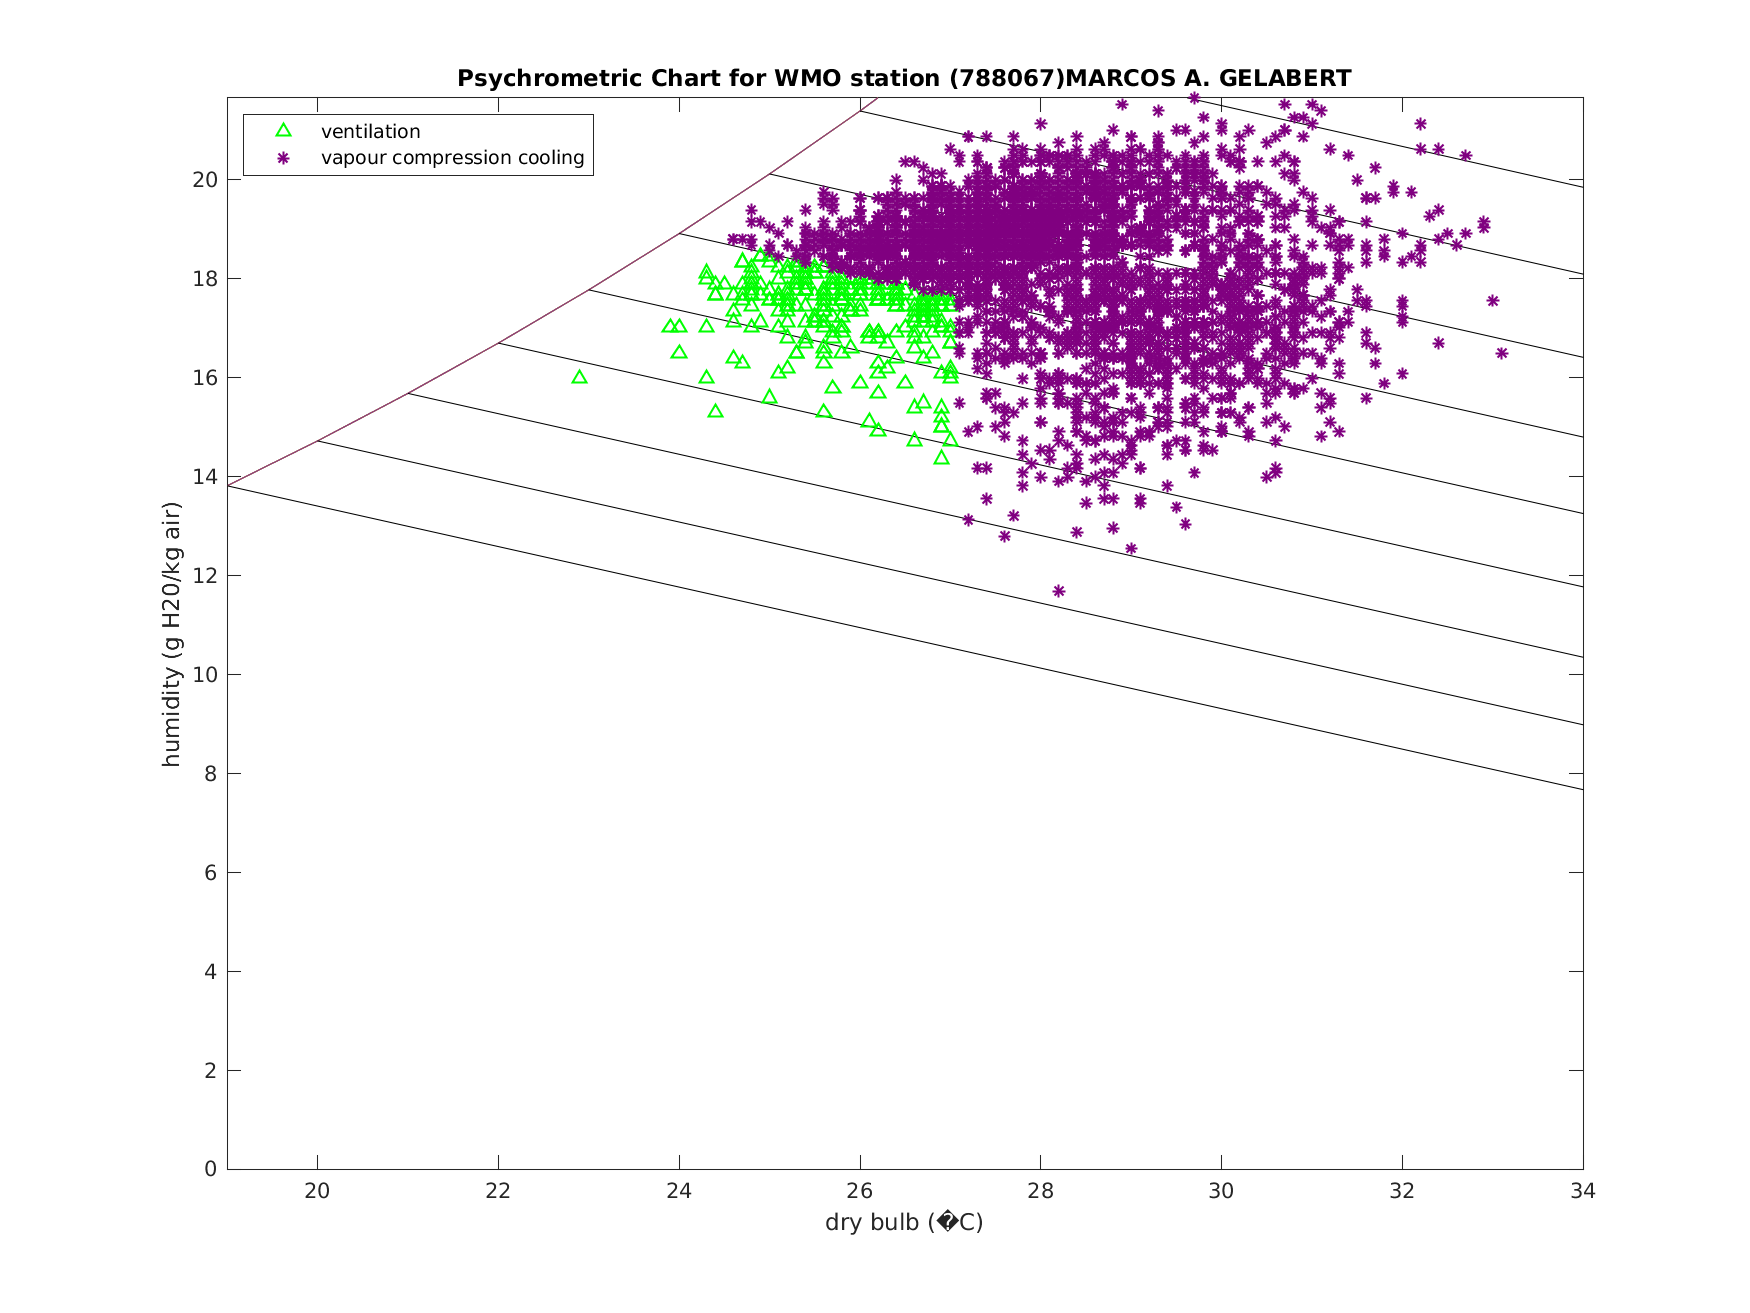 Psychrometric Chart for WMO station (788067)MARCOS A. GELABERT
ventilation
vapour compression cooling
humidity (g H20/kg air)
20
18
16
14
12
10
8
6
4
2
0
20 22 24 26 28 30 32 34
dry bulb (�C)